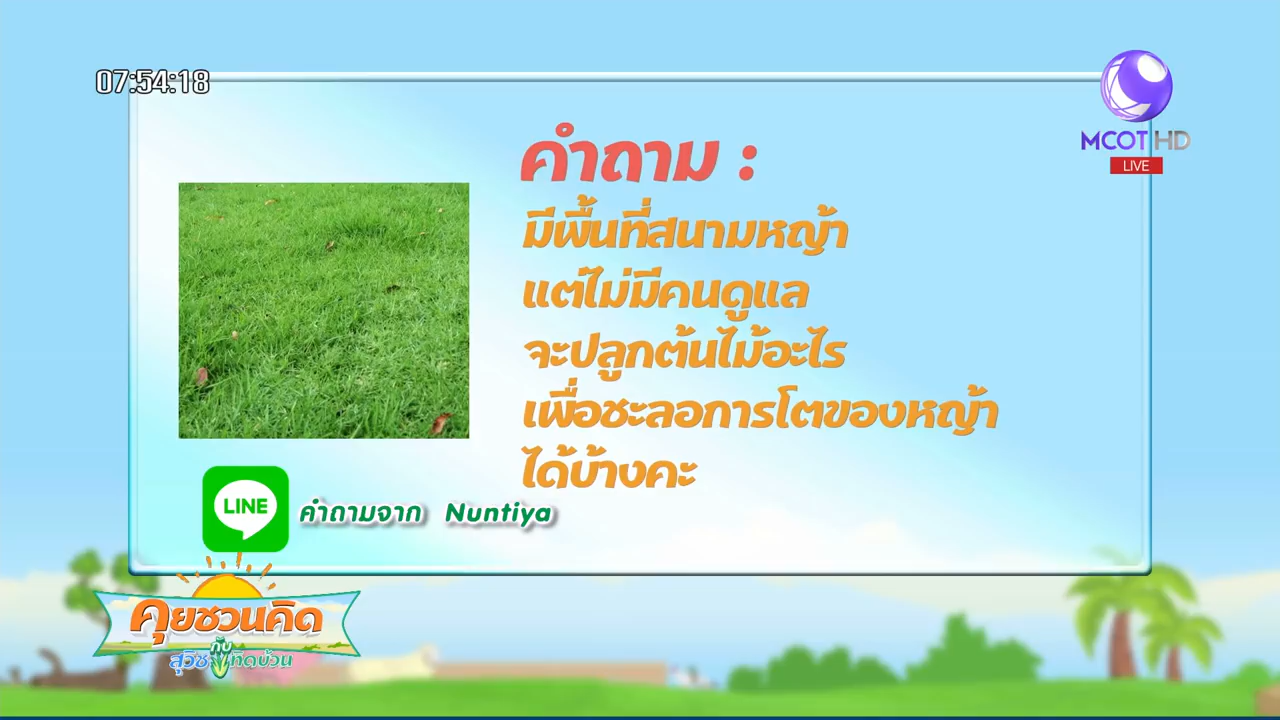 07:54:18
MCOT HD
LIVE
คำถาม :
มีพื้นที่สนามหญ้า
แต่ไม่มีคนดูแล
จะปลูกต้นไม้อะไร
เพื่อชะลอการโตของหญ้า
ได้บ้างคะ
LINE
คำถามจาก Nuntiya
คุยชวนคิด
กับ
สุวิช ทิดบ้วน